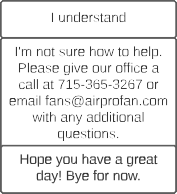 I understand
I'm not sure how to help.
Please give our office a
call at 715-365-3267 or
email fans@airprofan.com
with any additional
questions.
Hope you have a great
day! Bye for now.